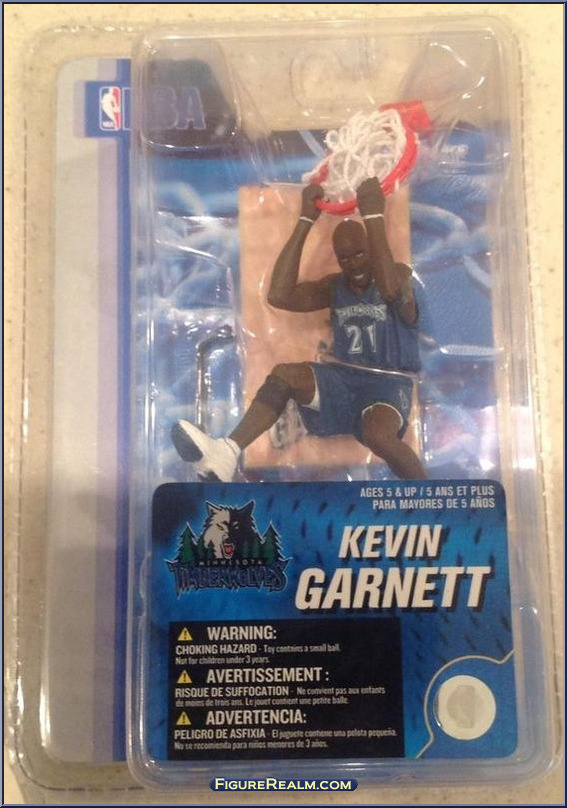 NBA
WOLVES
21
AGES 5 & UP / 5 ANS ET PLUS
PARA MAYORES DE 5 AÑOS
MINNESOTA
TIMBERWOLVES
KEVIN
GARNETT
WARNING:
CHOKING HAZARD - Toy contains a small ball.
Not for children under 3 years.
AVERTISSEMENT :
RISQUE DE SUFFOCATION - Ne convient pas aux enfants
de moins de trois ans. Le jouet contient une petite balle.
ADVERTENCIA:
PELIGRO DE ASFIXIA - El juguete contiene una pelota pequeña.
No se recomienda para niños menores de 3 años.
FIGUREREALM.COM